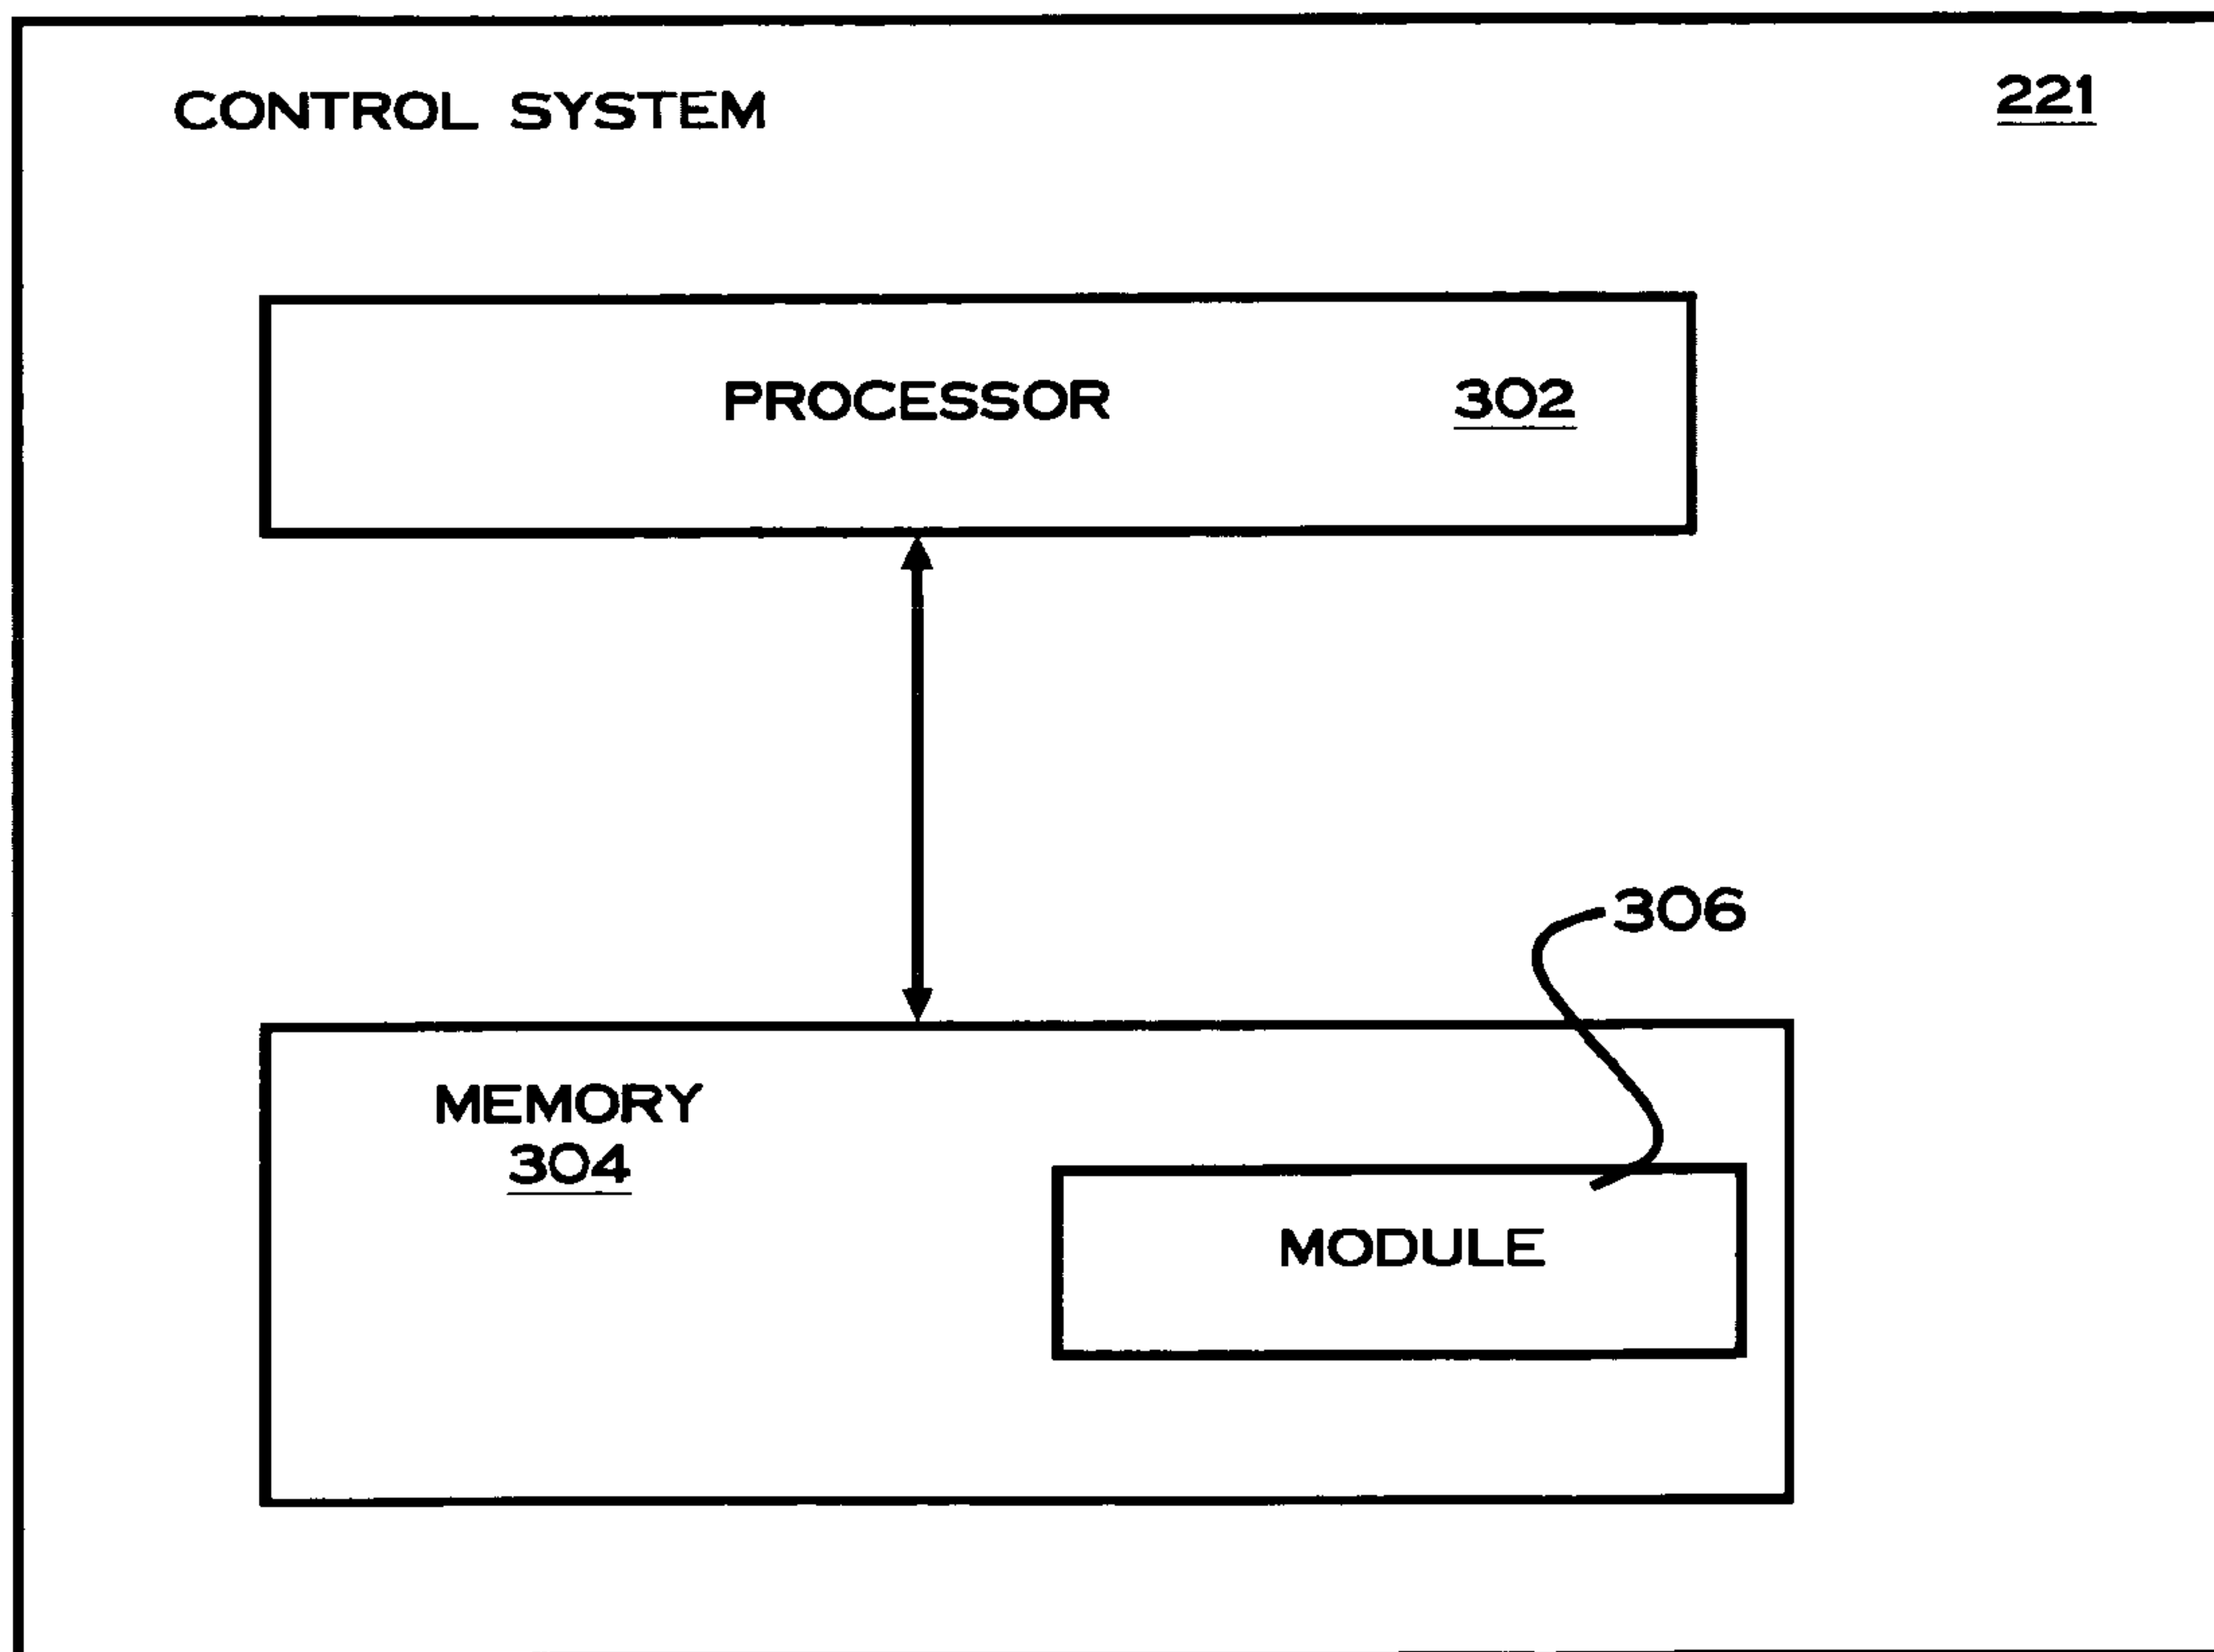 CONTROL SYSTEM
221
PROCESSOR
302
306
MEMORY
304
MODULE